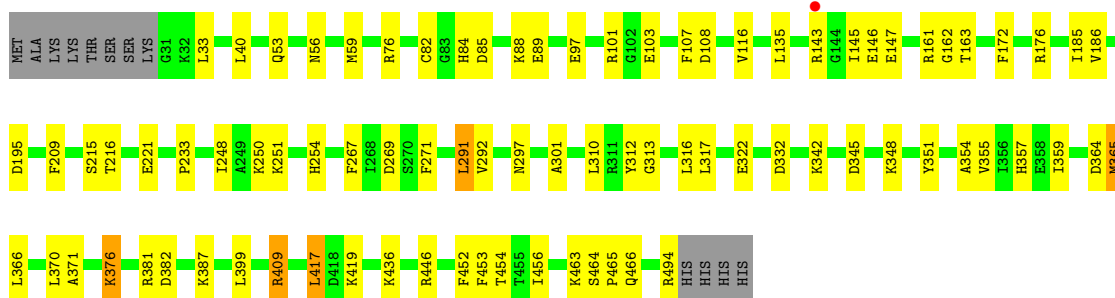 MET ALA LYS LYS THR SER SER LYS G31 K32 L33 L40 Q53 N56 M59 R76 C82 G83 H84 D85 K88 E89 E97 R101 G102 E103 F107 D108 V116 L135 R143 G144 I145 E146 E147 R161 G162 T163 F172 R176 I185 V186
D195 F209 S215 T216 E221 P233 I248 A249 K250 K251 H254 F267 I268 D269 S270 F271 L291 V292 N297 A301 L310 R311 Y312 G313 L316 L317 E322 D332 K342 D345 K348 Y351 A354 V355 I356 H357 E358 I359 D364 M365
L366 L370 A371 K376 R381 D382 K387 L399 R409 L417 D418 K419 K436 R446 F452 F453 T454 T455 I456 K463 S464 P465 Q466 R494 HIS HIS HIS HIS